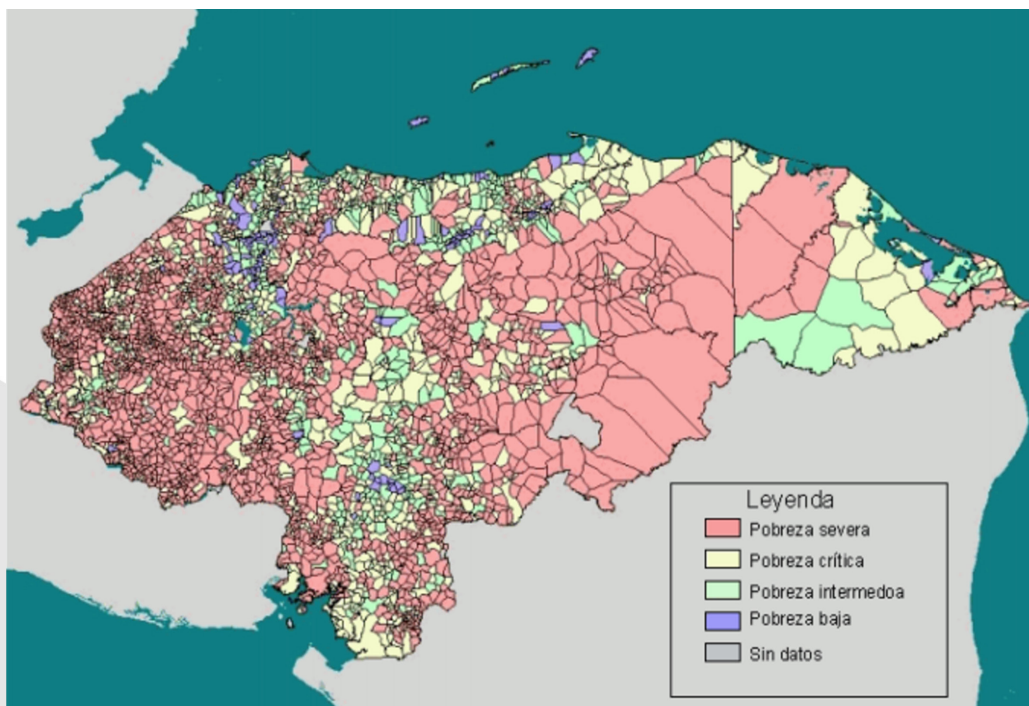 Leyenda
Pobreza severa
Pobreza crítica
Pobreza intermedoa
Pobreza baja
Sin datos